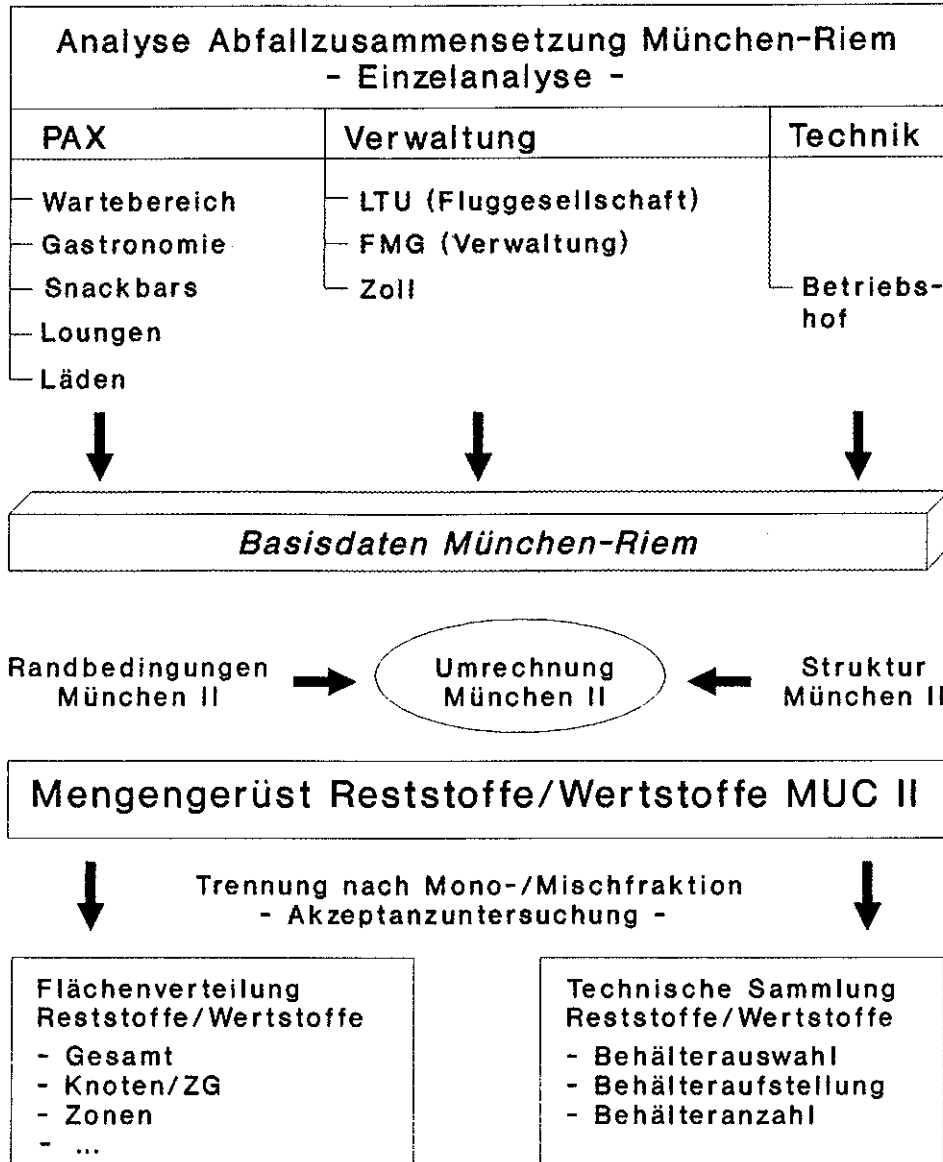 Analyse Abfallzusammensetzung München-Riem
- Einzelanalyse -
PAX
Verwaltung
Technik
Wartebereich
Gastronomie
Snackbars
Loungen
Läden
LTU (Fluggesellschaft)
FMG (Verwaltung)
Zoll
Betriebs-
hof
Basisdaten München-Riem
Randbedingungen
München II
Umrechnung
München II
Struktur
München II
Mengengerüst Reststoffe/Wertstoffe MUC II
Trennung nach Mono-/Mischfraktion
- Akzeptanzuntersuchung -
Flächenverteilung
Reststoffe/Wertstoffe
- Gesamt
- Knoten/ZG
- Zonen
- ...
Technische Sammlung
Reststoffe/Wertstoffe
- Behälterauswahl
- Behälteraufstellung
- Behälteranzahl